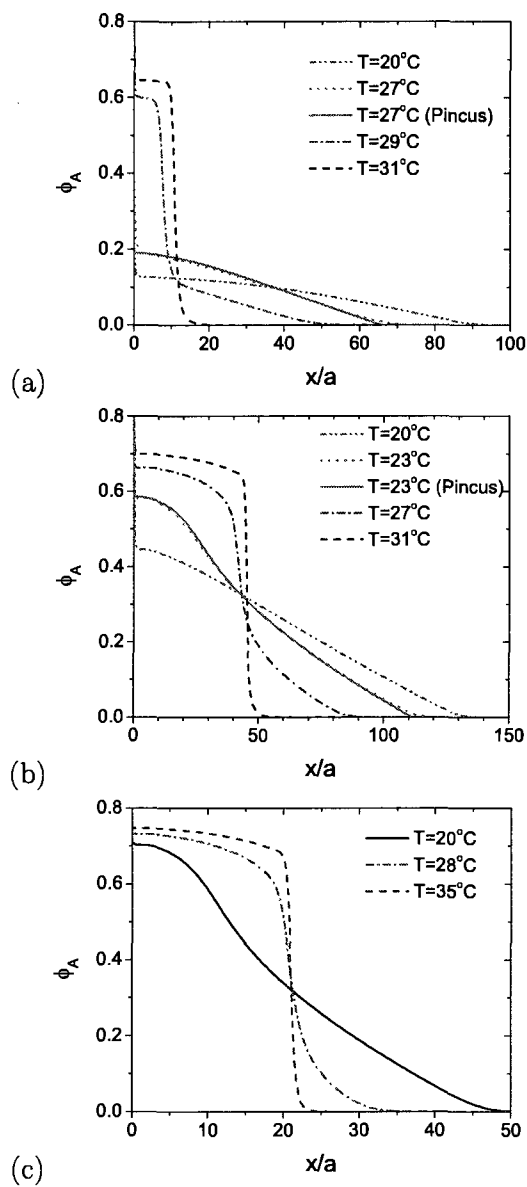 0.8
0.6
0.4
0.2
0.0
ϕA
T=20°C
T=27°C
T=27°C (Pincus)
T=29°C
T=31°C
0 20 40 60 80 100
x/a
(a)
0.8
0.6
0.4
0.2
0.0
ϕA
T=20°C
T=23°C
T=23°C (Pincus)
T=27°C
T=31°C
0 50 100 150
x/a
(b)
0.8
0.6
0.4
0.2
0.0
ϕA
T=20°C
T=28°C
T=35°C
0 10 20 30 40 50
x/a
(c)